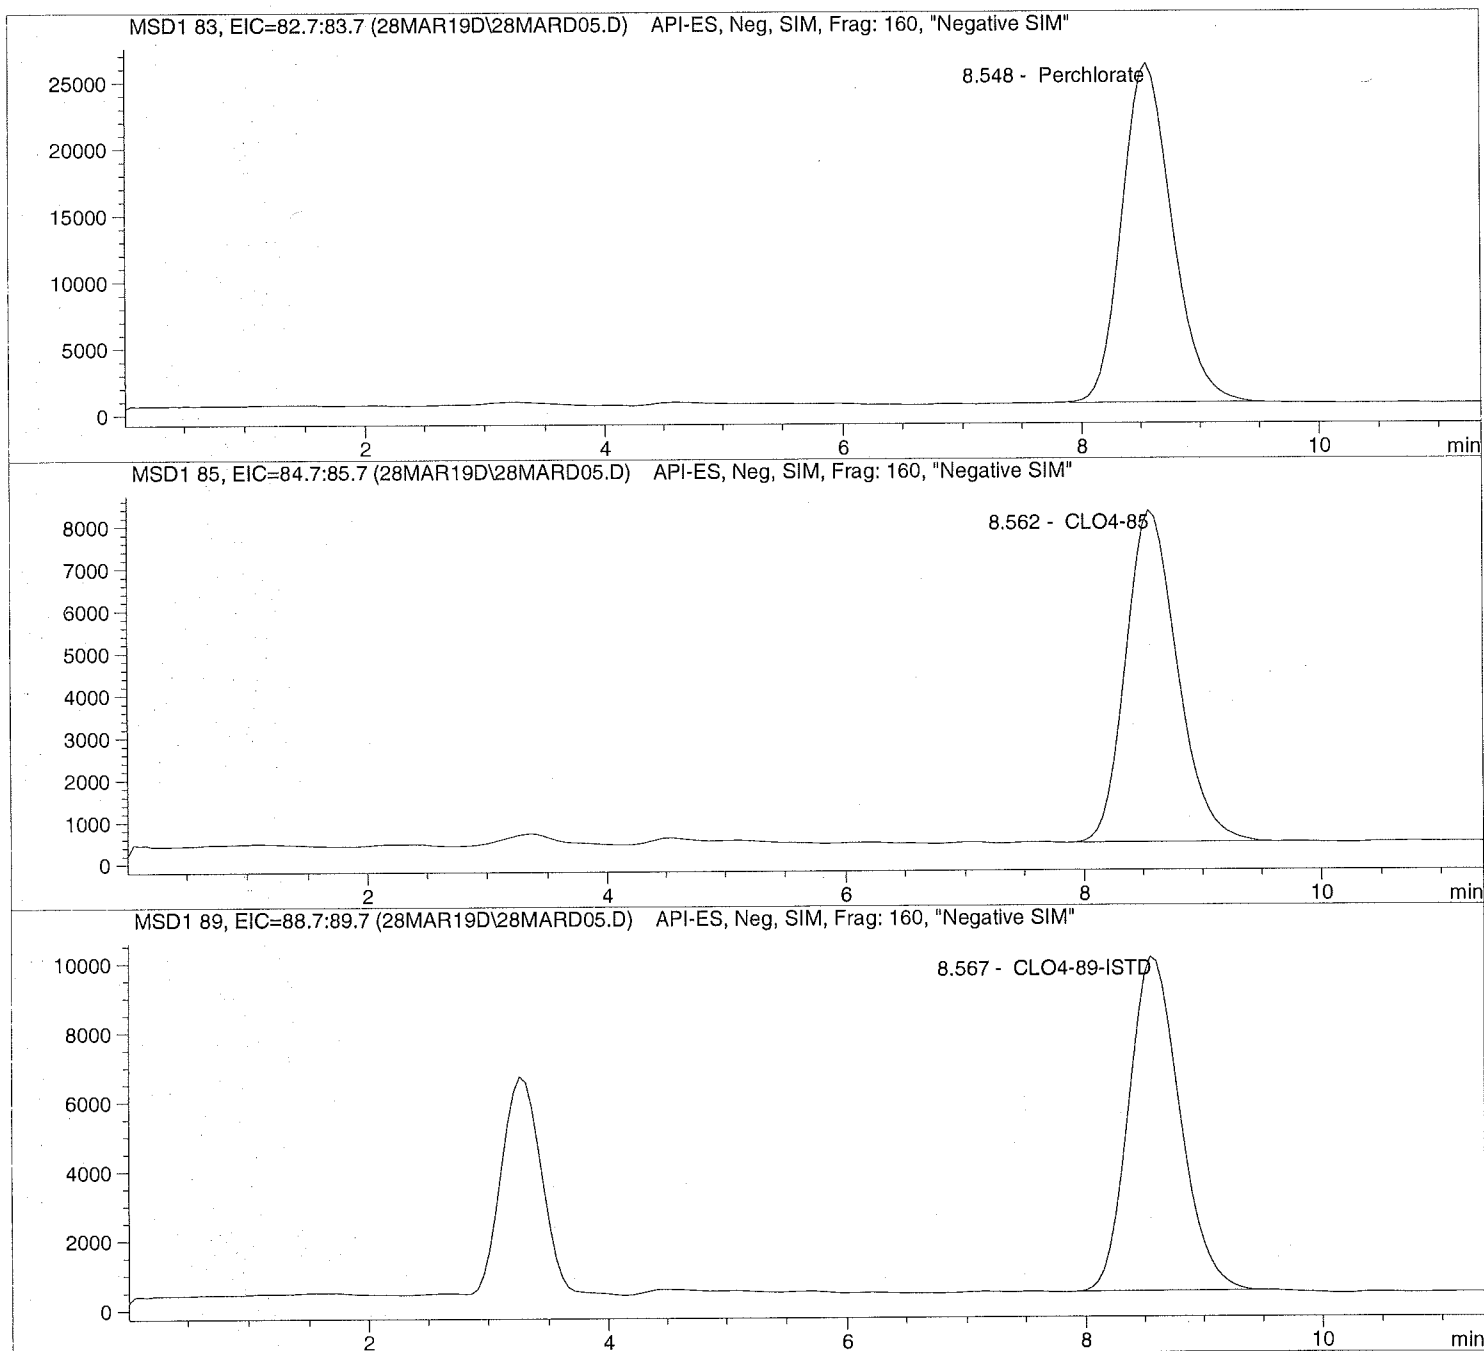 MSD1 83, EIC=82.7:83.7 (28MAR19D\28MARD05.D) API-ES, Neg, SIM, Frag: 160, "Negative SIM"
8.548 - Perchlorate
25000
20000
15000
10000
5000
0
2 4 6 8 10 min
MSD1 85, EIC=84.7:85.7 (28MAR19D\28MARD05.D) API-ES, Neg, SIM, Frag: 160, "Negative SIM"
8.562 - CLO4-85
8000
7000
6000
5000
4000
3000
2000
1000
0
2 4 6 8 10 min
MSD1 89, EIC=88.7:89.7 (28MAR19D\28MARD05.D) API-ES, Neg, SIM, Frag: 160, "Negative SIM"
8.567 - CLO4-89-ISTD
10000
8000
6000
4000
2000
0
2 4 6 8 10 min